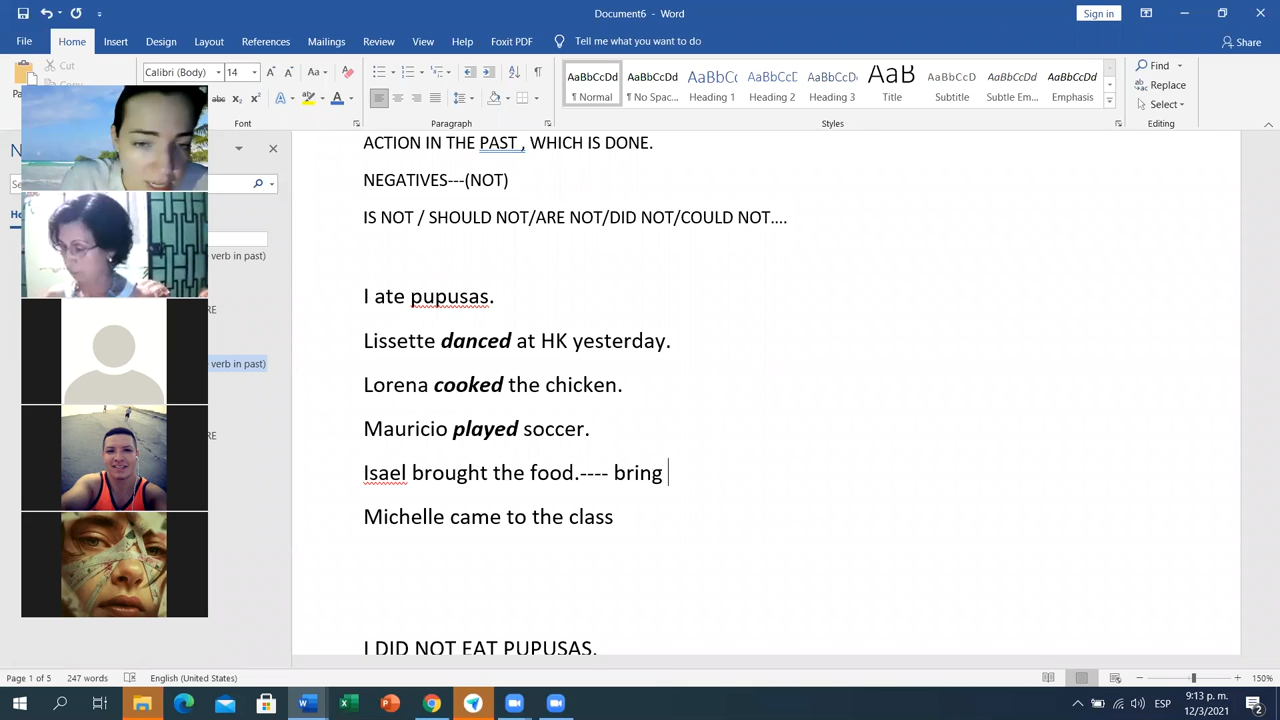 Document6 - Word
Sign in
File Home Insert Design Layout References Mailings Review View Help Foxit PDF Tell me what you want to do Share
Cut
Calibri (Body) 14
Font
Paragraph
AaBbCcDd AaBbCcDd AaBbCc AaBbCcD AaBbCcD AaB AaBbCcD AaBbCcDd AaBbCcDd
¶ Normal ¶ No Spac... Heading 1 Heading 2 Heading 3 Title Subtitle Subtle Em... Emphasis
Styles
Find
Replace
Select
Editing
verb in past)
verb in past)
ACTION IN THE PAST , WHICH IS DONE.
NEGATIVES---(NOT)
IS NOT / SHOULD NOT/ARE NOT/DID NOT/COULD NOT....
I ate pupusas.
Lissette danced at HK yesterday.
Lorena cooked the chicken.
Mauricio played soccer.
Isael brought the food.---- bring
Michelle came to the class
I DID NOT EAT PUPUSAS.
Page 1 of 5 247 words English (United States) 150%
ESP 9:13 p. m.
12/3/2021
2